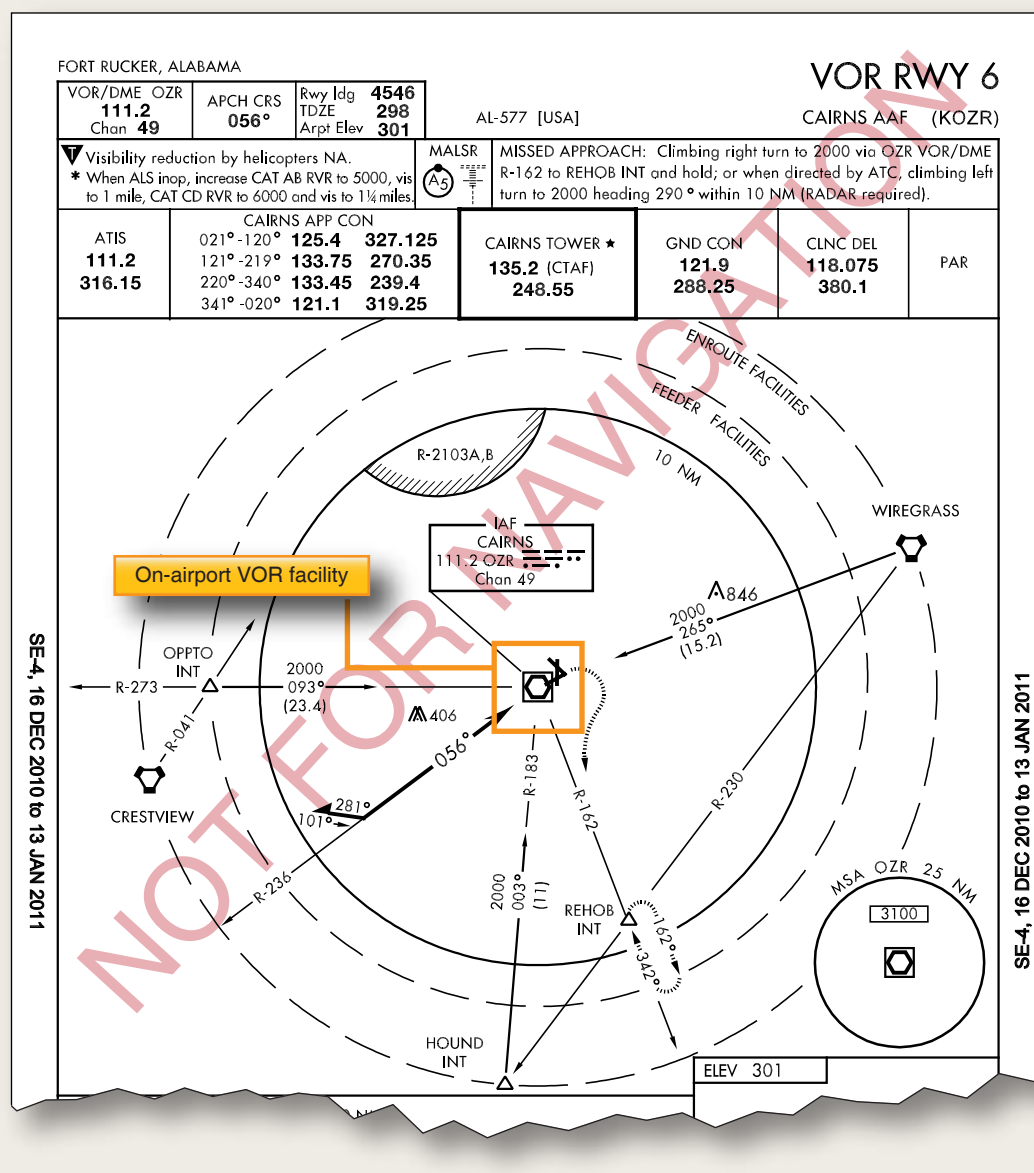 FORT RUCKER, ALABAMA
VOR RWY 6
VOR/DME OZR
111.2
Chan 49
APCH CRS
056°
Rwy ldg 4546
TDZE 298
Arpt Elev 301
AL-577 [USA]
CAIRNS AAF (KOZR)
T Visibility reduction by helicopters NA.
* When ALS inop, increase CAT AB RVR to 5000, vis
to 1 mile, CAT CD RVR to 6000 and vis to 1¼ miles.
MALSR
A5
MISSED APPROACH: Climbing right turn to 2000 via OZR VOR/DME
R-162 to REHOB INT and hold; or when directed by ATC, climbing left
turn to 2000 heading 290° within 10 NM (RADAR required).
ATIS
111.2
316.15
CAIRNS APP CON
021°-120° 125.4 327.125
121°-219° 133.75 270.35
220°-340° 133.45 239.4
341°-020° 121.1 319.25
CAIRNS TOWER ★
135.2 (CTAF)
248.55
GND CON
121.9
288.25
CLNC DEL
118.075
380.1
PAR
ENROUTE FACILITIES
FEEDER FACILITIES
10 NM
R-2103A,B
IAF
CAIRNS
111.2 OZR
Chan 49
WIREGRASS
846
2000
265°
(15.2)
On-airport VOR facility
OPPTO
INT
R-273
2000
093°
(23.4)
406
R-041
056°
CRESTVIEW
281°
101°
R-236
R-183
R-162
R-230
2000
003°
(11)
REHOB
INT
162°
342°
HOUND
INT
MSA OZR 25 NM
3100
ELEV 301
NOT FOR NAVIGATION
SE-4, 16 DEC 2010 to 13 JAN 2011
SE-4, 16 DEC 2010 to 13 JAN 2011